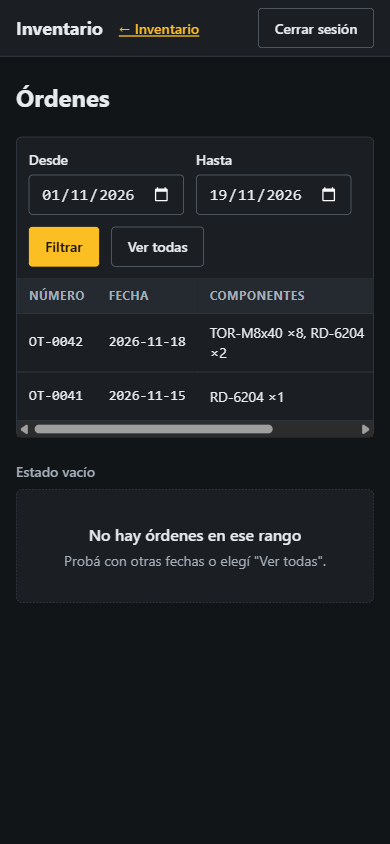 Inventario ← Inventario Cerrar sesión
Órdenes
Desde Hasta
01/11/2026 19/11/2026
Filtrar Ver todas
NÚMERO FECHA COMPONENTES
OT-0042 2026-11-18 TOR-M8x40 ×8, RD-6204
×2
OT-0041 2026-11-15 RD-6204 ×1
Estado vacío
No hay órdenes en ese rango
Probá con otras fechas o elegí "Ver todas".